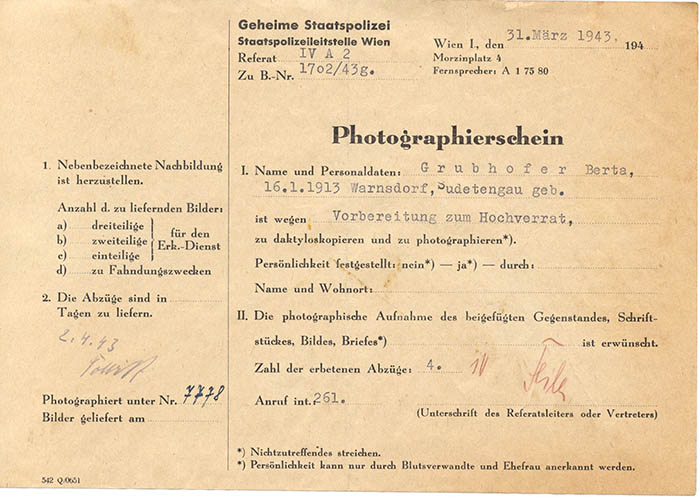 Geheime Staatspolizei
Staatspolizeileitstelle Wien
Referat IV A 2
Zu B.-Nr. 1702/43g.
Wien I., den 31. März 1943. 194
Morzinplatz 4
Fernsprecher: A 1 75 80
Photographierschein
1. Nebenbezeichnete Nachbildung
ist herzustellen.
Anzahl d. zu liefernden Bilder:
a) dreiteilige
b) zweiteilige
c) einteilige
für den
Erk.-Dienst
d) zu Fahndungszwecken
2. Die Abzüge sind in
Tagen zu liefern.
2.4.43
Photographiert unter Nr. 7778
Bilder geliefert am
I. Name und Personaldaten: Grubhofer Berta,
16.1.1913 Warnsdorf, Sudetengau geb.
ist wegen Vorbereitung zum Hochverrat,
zu daktyloskopieren und zu photographieren*).
Persönlichkeit festgestellt: nein*) — ja*) — durch:
Name und Wohnort:
II. Die photographische Aufnahme des beigefügten Gegenstandes, Schrift-
stückes, Bildes, Briefes*) ist erwünscht.
Zahl der erbetenen Abzüge: 4.
Anruf int. 261.
(Unterschrift des Referatsleiters oder Vertreters)
*) Nichtzutreffendes streichen.
*) Persönlichkeit kann nur durch Blutsverwandte und Ehefrau anerkannt werden.
542 Q/0651